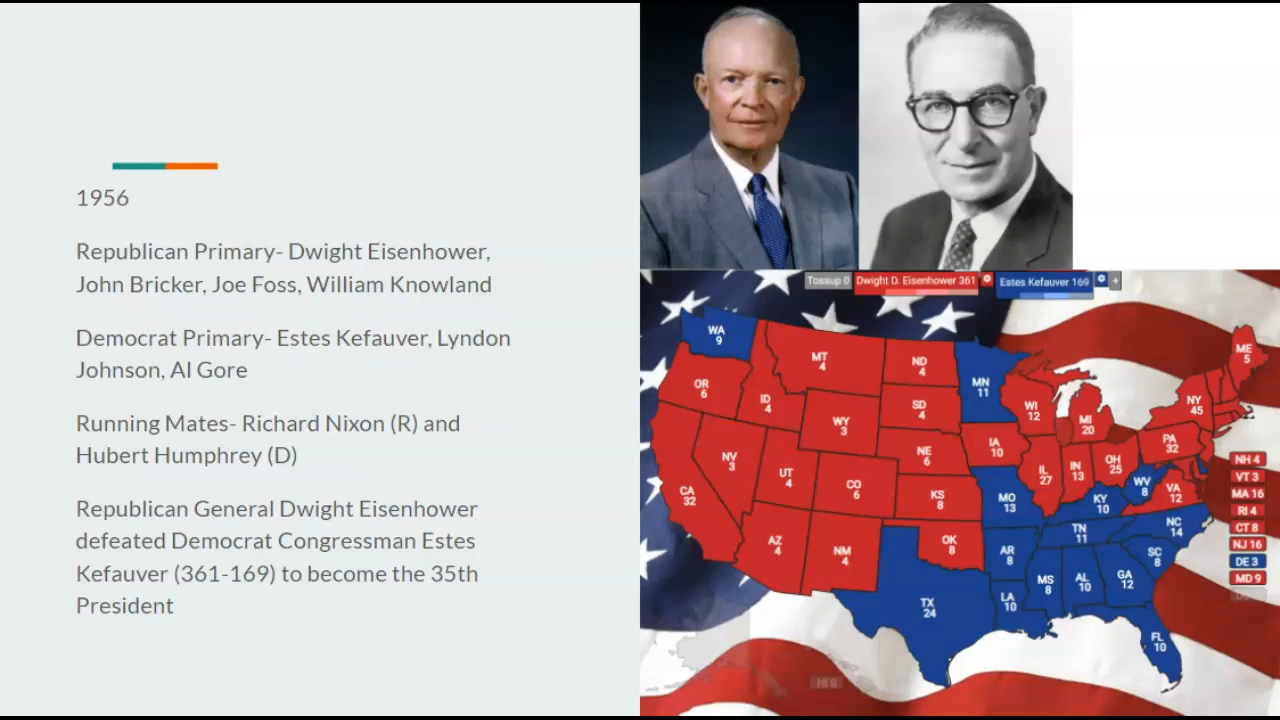 1956
Republican Primary- Dwight Eisenhower,
John Bricker, Joe Foss, William Knowland
Democrat Primary- Estes Kefauver, Lyndon
Johnson, Al Gore
Running Mates- Richard Nixon (R) and
Hubert Humphrey (D)
Republican General Dwight Eisenhower
defeated Democrat Congressman Estes
Kefauver (361-169) to become the 35th
President
Tossup 0 Dwight D. Eisenhower 361 Estes Kefauver 169 +
WA
9
OR
6
CA
32
NV
3
ID
4
MT
4
WY
3
UT
4
AZ
4
CO
6
NM
4
ND
4
SD
4
NE
6
KS
8
OK
8
TX
24
MN
11
IA
10
MO
13
AR
8
LA
10
WI
12
IL
27
MI
20
IN
13
OH
25
KY
10
TN
11
MS
8
AL
10
GA
12
FL
10
SC
8
NC
14
VA
12
WV
8
PA
32
NY
45
ME
5
NH 4
VT 3
MA 16
RI 4
CT 8
NJ 16
DE 3
MD 9
HI 0